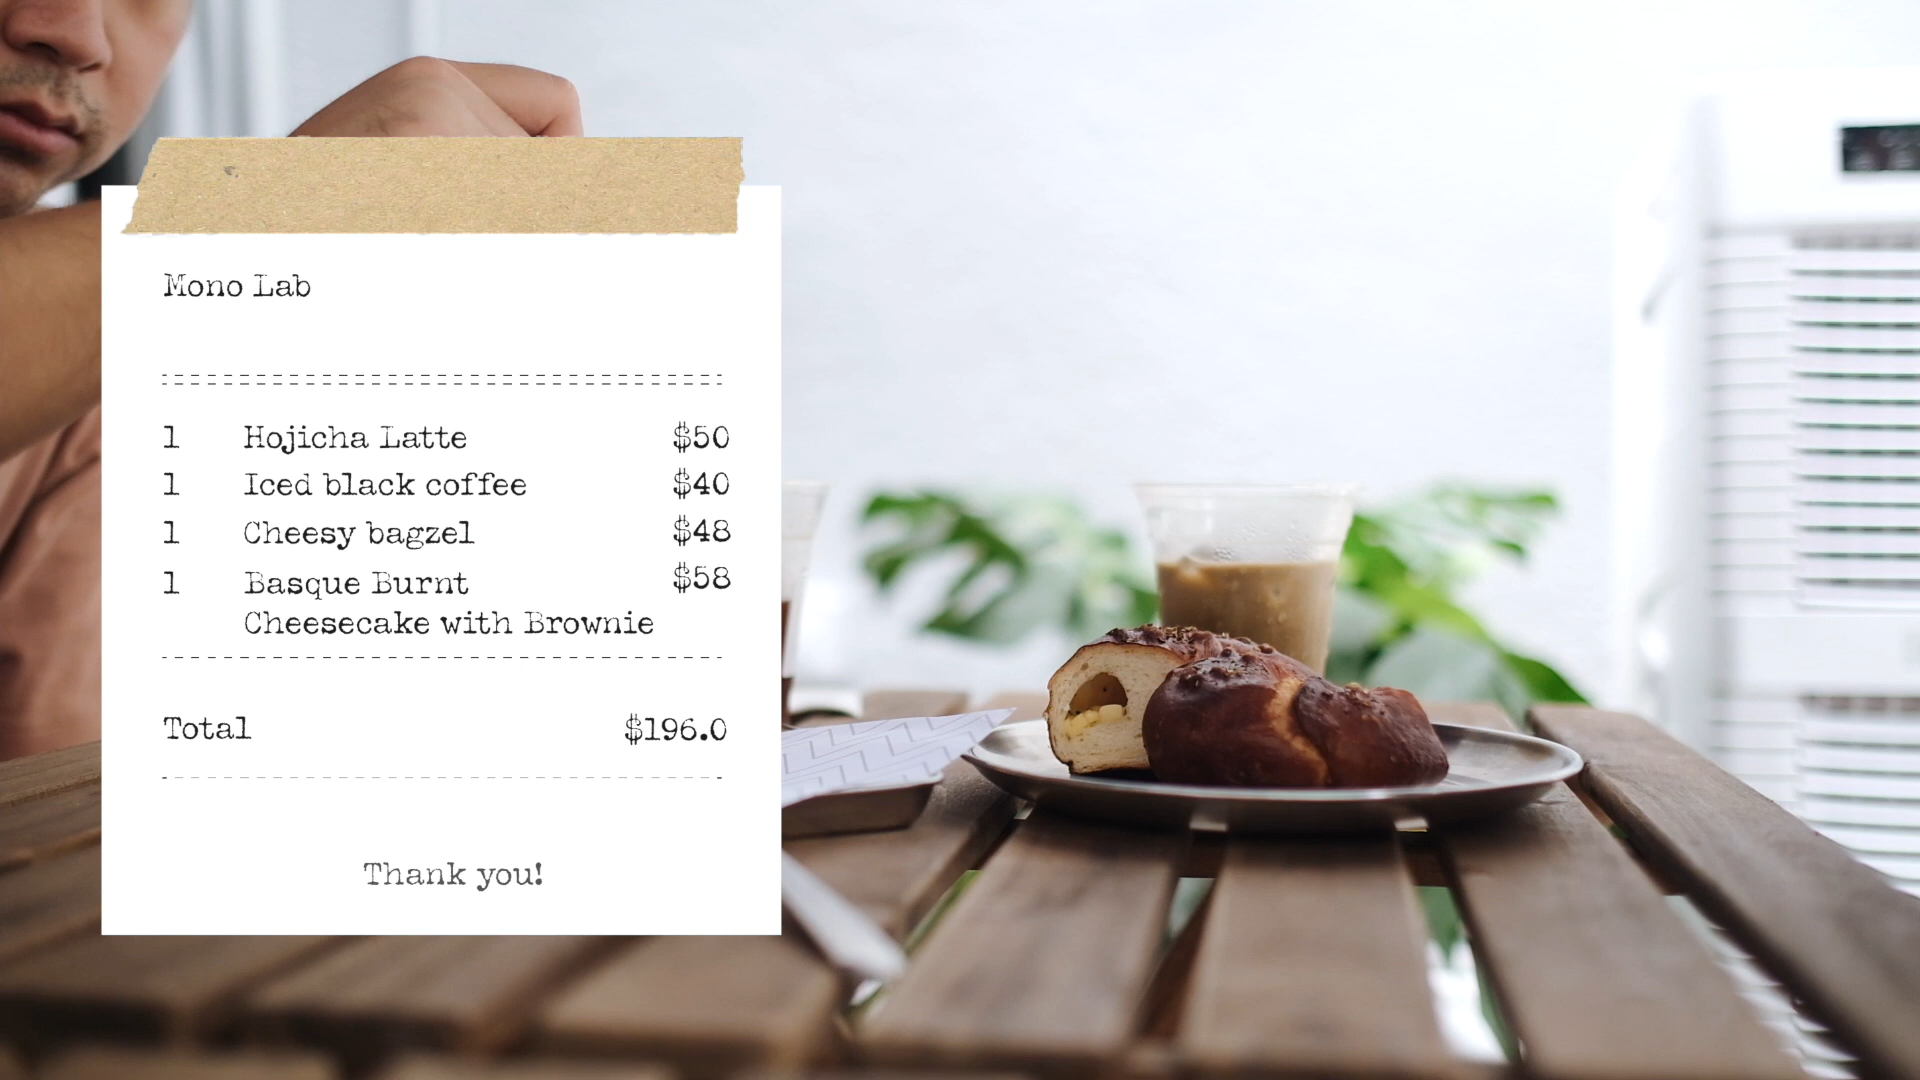 Mono Lab
1 Hojicha Latte $50
1 Iced black coffee $40
1 Cheesy bagzel $48
1 Basque Burnt $58
Cheesecake with Brownie
Total $196.0
Thank you!